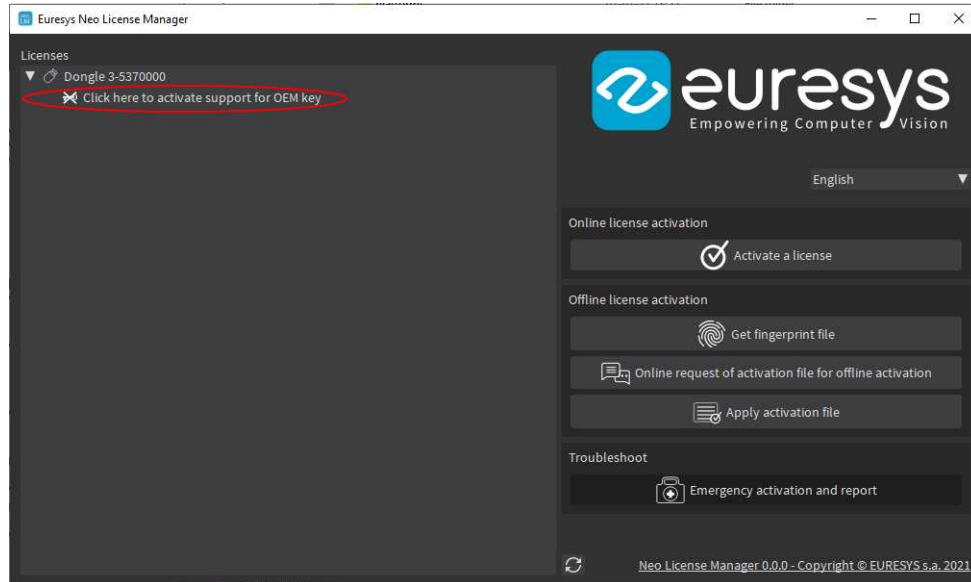 Euresys Neo License Manager
Licenses
Dongle 3-5370000
Click here to activate support for OEM key
euresys
Empowering Computer Vision
English
Online license activation
Activate a license
Offline license activation
Get fingerprint file
Online request of activation file for offline activation
Apply activation file
Troubleshoot
Emergency activation and report
Neo License Manager 0.0.0 - Copyright © EURESYS s.a. 2021